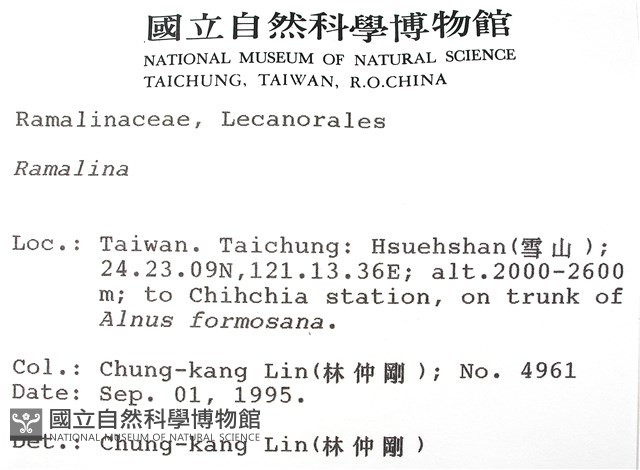 國立自然科學博物館
NATIONAL MUSEUM OF NATURAL SCIENCE
TAICHUNG, TAIWAN, R.O.CHINA
Ramalinaceae, Lecanorales
Ramalina
Loc.: Taiwan. Taichung: Hsuehshan(雪山);
24.23.09N,121.13.36E; alt.2000-2600
m; to Chihchia station, on trunk of
Alnus formosana.
Col.: Chung-kang Lin(林仲剛); No. 4961
Date: Sep. 01, 1995.
國立自然科學博物館
NATIONAL MUSEUM OF NATURAL SCIENCE
Det.: Chung-kang Lin(林仲剛)